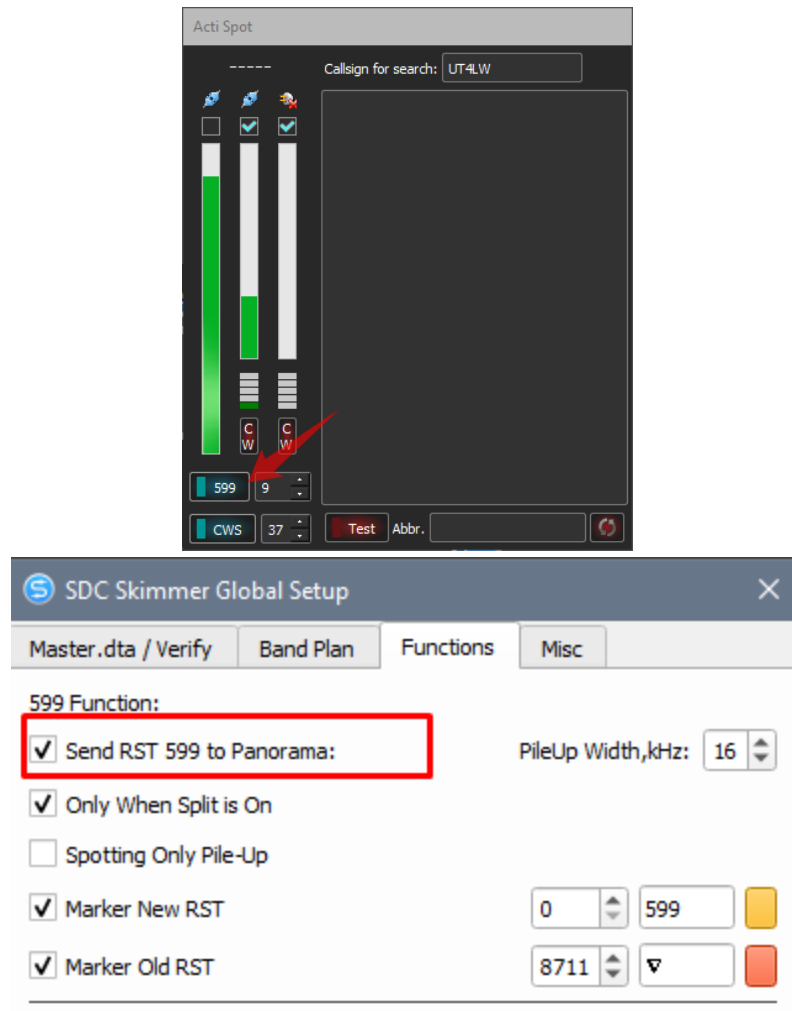 Acti Spot
-----
Callsign for search: UT4LW
CW CW
599 9
CWS 37 Test Abbr.
SDC Skimmer Global Setup
Master.dta / Verify Band Plan Functions Misc
599 Function:
Send RST 599 to Panorama: PileUp Width,kHz: 16
Only When Split is On
Spotting Only Pile-Up
Marker New RST 0 599
Marker Old RST 8711 ∇